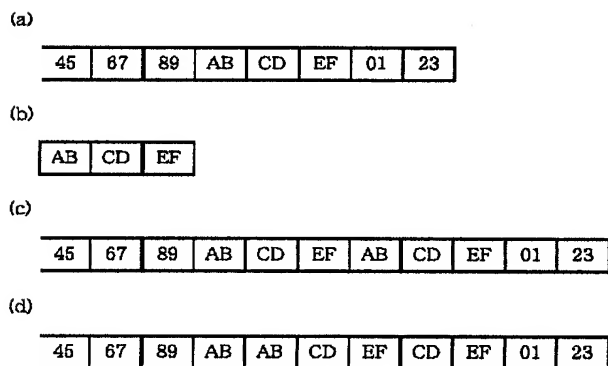 (a)
45 67 89 AB CD EF 01 23
(b)
AB CD EF
(c)
45 67 89 AB CD EF AB CD EF 01 23
(d)
45 67 89 AB AB CD EF CD EF 01 23